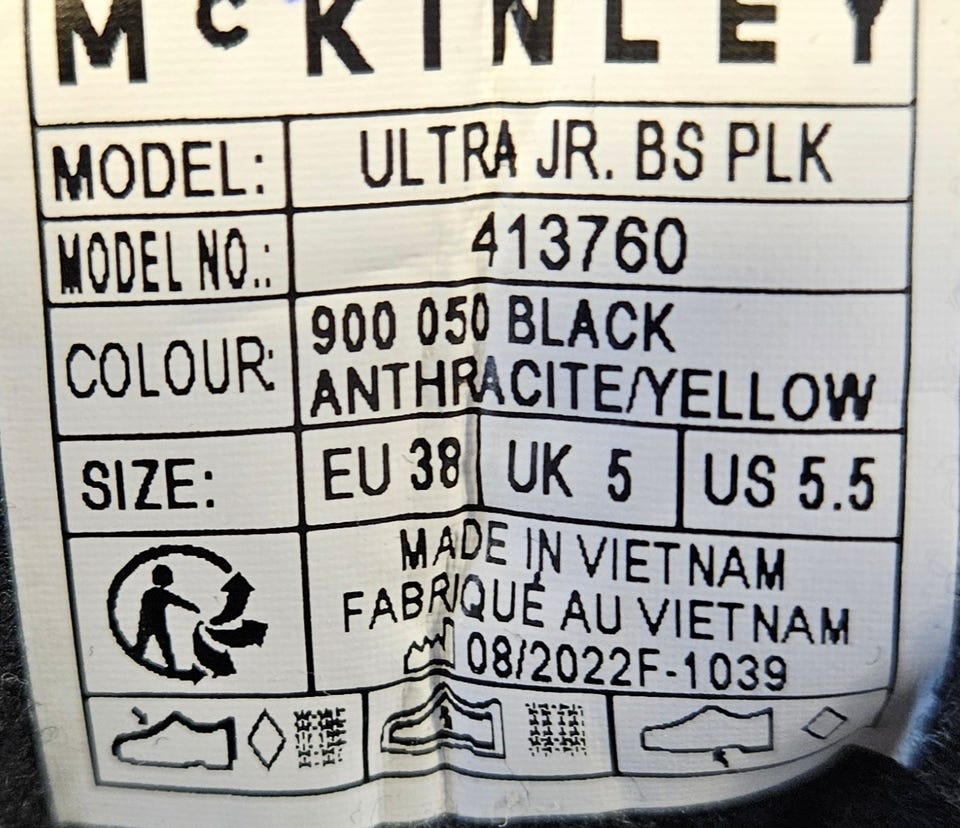 McKINLEY
MODEL: ULTRA JR. BS PLK
MODEL NO.: 413760
COLOUR: 900 050 BLACK
ANTHRACITE/YELLOW
SIZE: EU 38 UK 5 US 5.5
MADE IN VIETNAM
FABRIQUÉ AU VIETNAM
08/2022F-1039